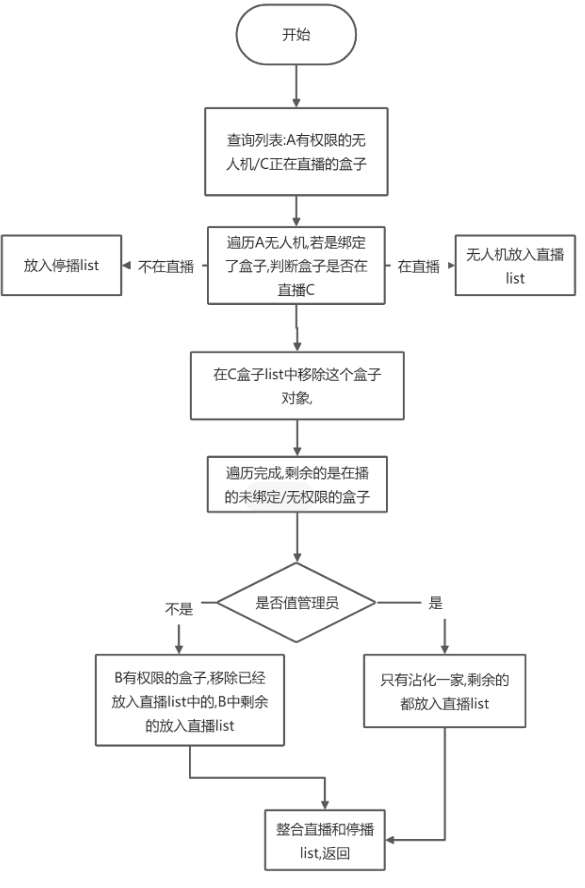 开始
查询列表:A有权限的无
人机/C正在直播的盒子
放入停播list
不在直播
遍历A无人机,若是绑定
了盒子,判断盒子是否在
直播C
在直播
无人机放入直播
list
在C盒子list中移除这个盒子
对象,
遍历完成,剩余的是在播
的未绑定/无权限的盒子
是否值管理员
不是
是
B有权限的盒子,移除已经
放入直播list中的,B中剩余
的放入直播list
只有沾化一家,剩余的
都放入直播list
整合直播和停播
list,返回